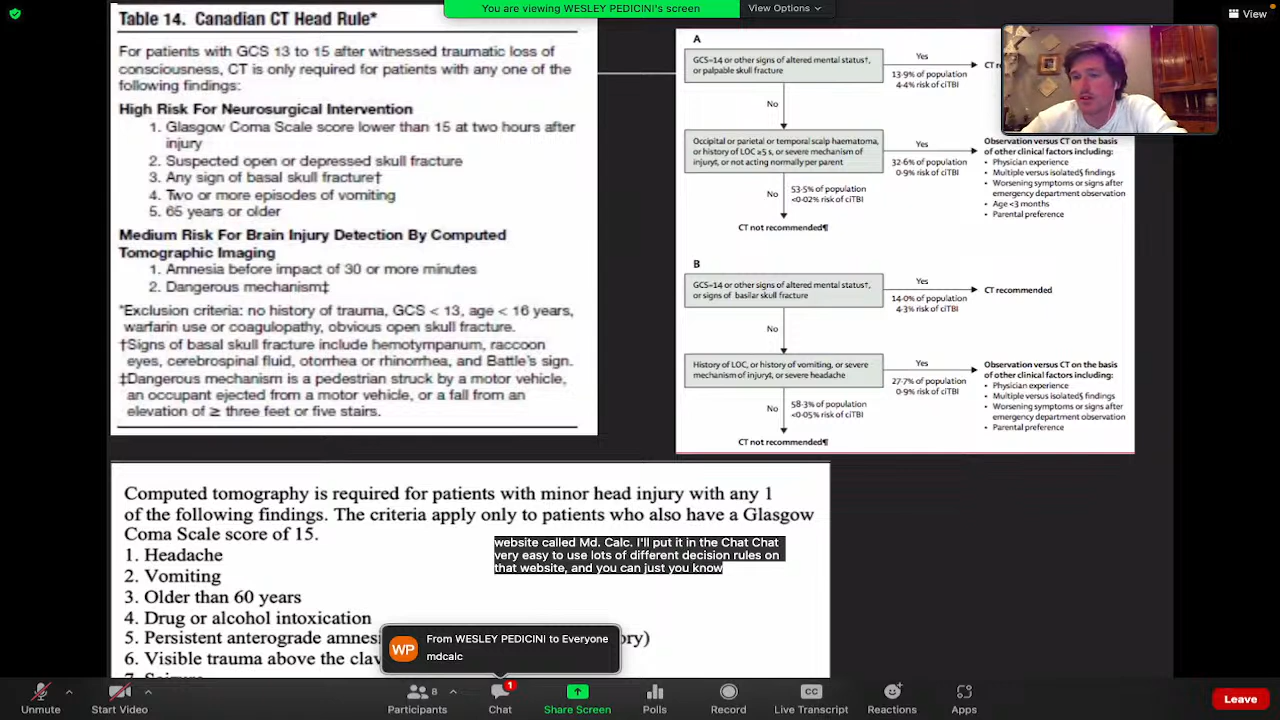 You are viewing WESLEY PEDICINI's screen
View Options
View
Table 14. Canadian CT Head Rule*
For patients with GCS 13 to 15 after witnessed traumatic loss of
consciousness, CT is only required for patients with any one of the
following findings:
High Risk For Neurosurgical Intervention
1. Glasgow Coma Scale score lower than 15 at two hours after
injury
2. Suspected open or depressed skull fracture
3. Any sign of basal skull fracture†
4. Two or more episodes of vomiting
5. 65 years or older
Medium Risk For Brain Injury Detection By Computed
Tomographic Imaging
1. Amnesia before impact of 30 or more minutes
2. Dangerous mechanism‡
*Exclusion criteria: no history of trauma, GCS < 13, age < 16 years,
warfarin use or coagulopathy, obvious open skull fracture.
†Signs of basal skull fracture include hemotympanum, raccoon
eyes, cerebrospinal fluid, otorrhea or rhinorrhea, and Battle's sign.
‡Dangerous mechanism is a pedestrian struck by a motor vehicle,
an occupant ejected from a motor vehicle, or a fall from an
elevation of ≥ three feet or five stairs.
A
GCS=14 or other signs of altered mental status†,
or palpable skull fracture
Yes
13·9% of population
4·4% risk of ciTBI
No
Occipital or parietal or temporal scalp haematoma,
or history of LOC ≥5 s, or severe mechanism of
injury‡, or not acting normally per parent
Yes
32·6% of population
0·9% risk of ciTBI
Observation versus CT on the basis
of other clinical factors including:
• Physician experience
• Multiple versus isolated§ findings
• Worsening symptoms or signs after
emergency department observation
• Age <3 months
• Parental preference
No
53·5% of population
<0·02% risk of ciTBI
CT not recommended¶
B
GCS=14 or other signs of altered mental status†,
or signs of basilar skull fracture
Yes
14·0% of population
4·3% risk of ciTBI
CT recommended
No
History of LOC, or history of vomiting, or severe
mechanism of injury‡, or severe headache
Yes
27·7% of population
0·9% risk of ciTBI
Observation versus CT on the basis
of other clinical factors including:
• Physician experience
• Multiple versus isolated§ findings
• Worsening symptoms or signs after
emergency department observation
• Parental preference
No
58·3% of population
<0·05% risk of ciTBI
CT not recommended¶
Computed tomography is required for patients with minor head injury with any 1
of the following findings. The criteria apply only to patients who also have a Glasgow
Coma Scale score of 15.
1. Headache
2. Vomiting
3. Older than 60 years
4. Drug or alcohol intoxication
5. Persistent anterograde
6. Visible trauma above the
website called Md. Calc. I'll put it in the Chat Chat
very easy to use lots of different decision rules on
that website, and you can just you know
WP
From WESLEY PEDICINI to Everyone
mdcalc
Unmute
Start Video
8
Participants
1
Chat
Share Screen
Polls
Record
CC
Live Transcript
Reactions
Apps
Leave